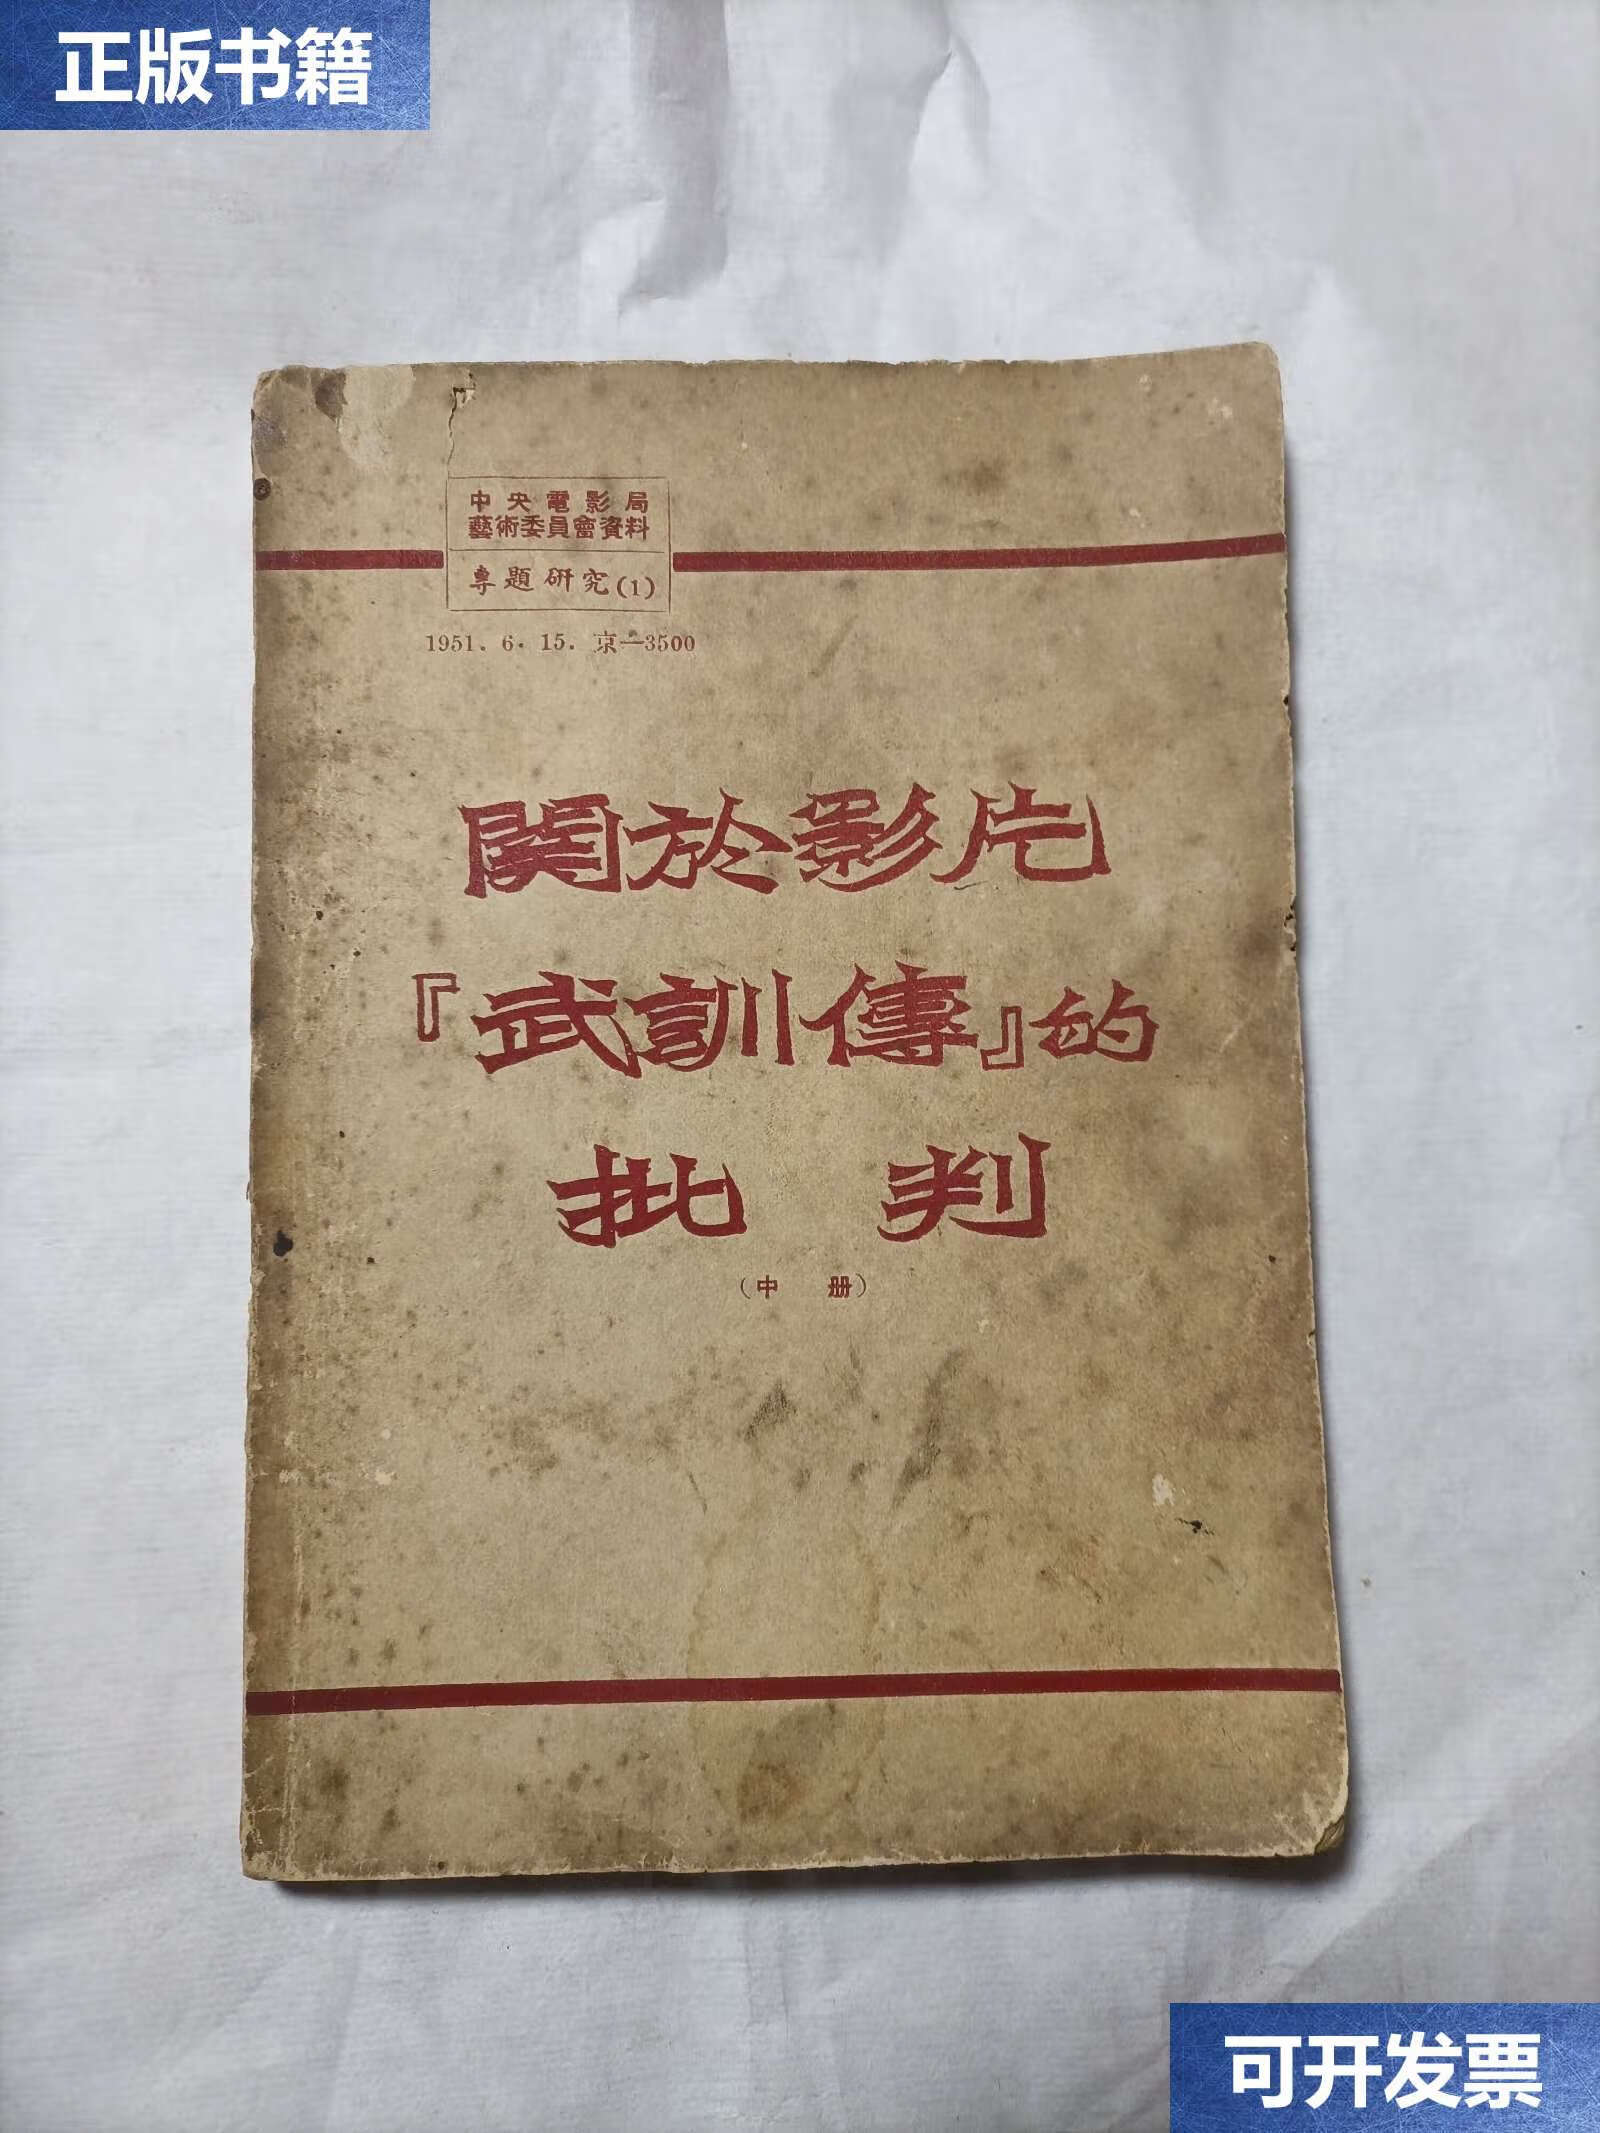 正版书籍
中央電影局
藝術委員會資料
專題研究(1)
1951.6.15.京—3500
関於影片
『武訓傳』的
批判
(中册)
可开发票